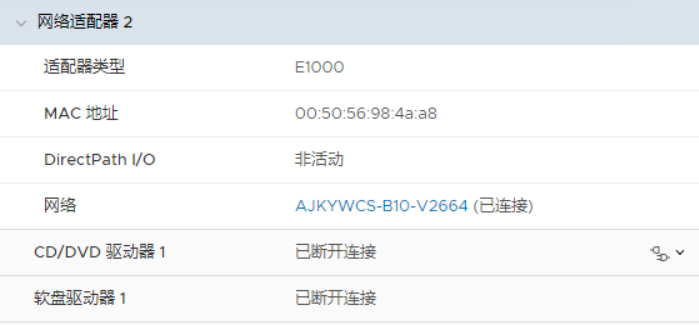 网络适配器 2
适配器类型 E1000
MAC 地址 00:50:56:98:4a:a8
DirectPath I/O 非活动
网络 AJKYWCS-B10-V2664 (已连接)
CD/DVD 驱动器 1 已断开连接
软盘驱动器 1 已断开连接